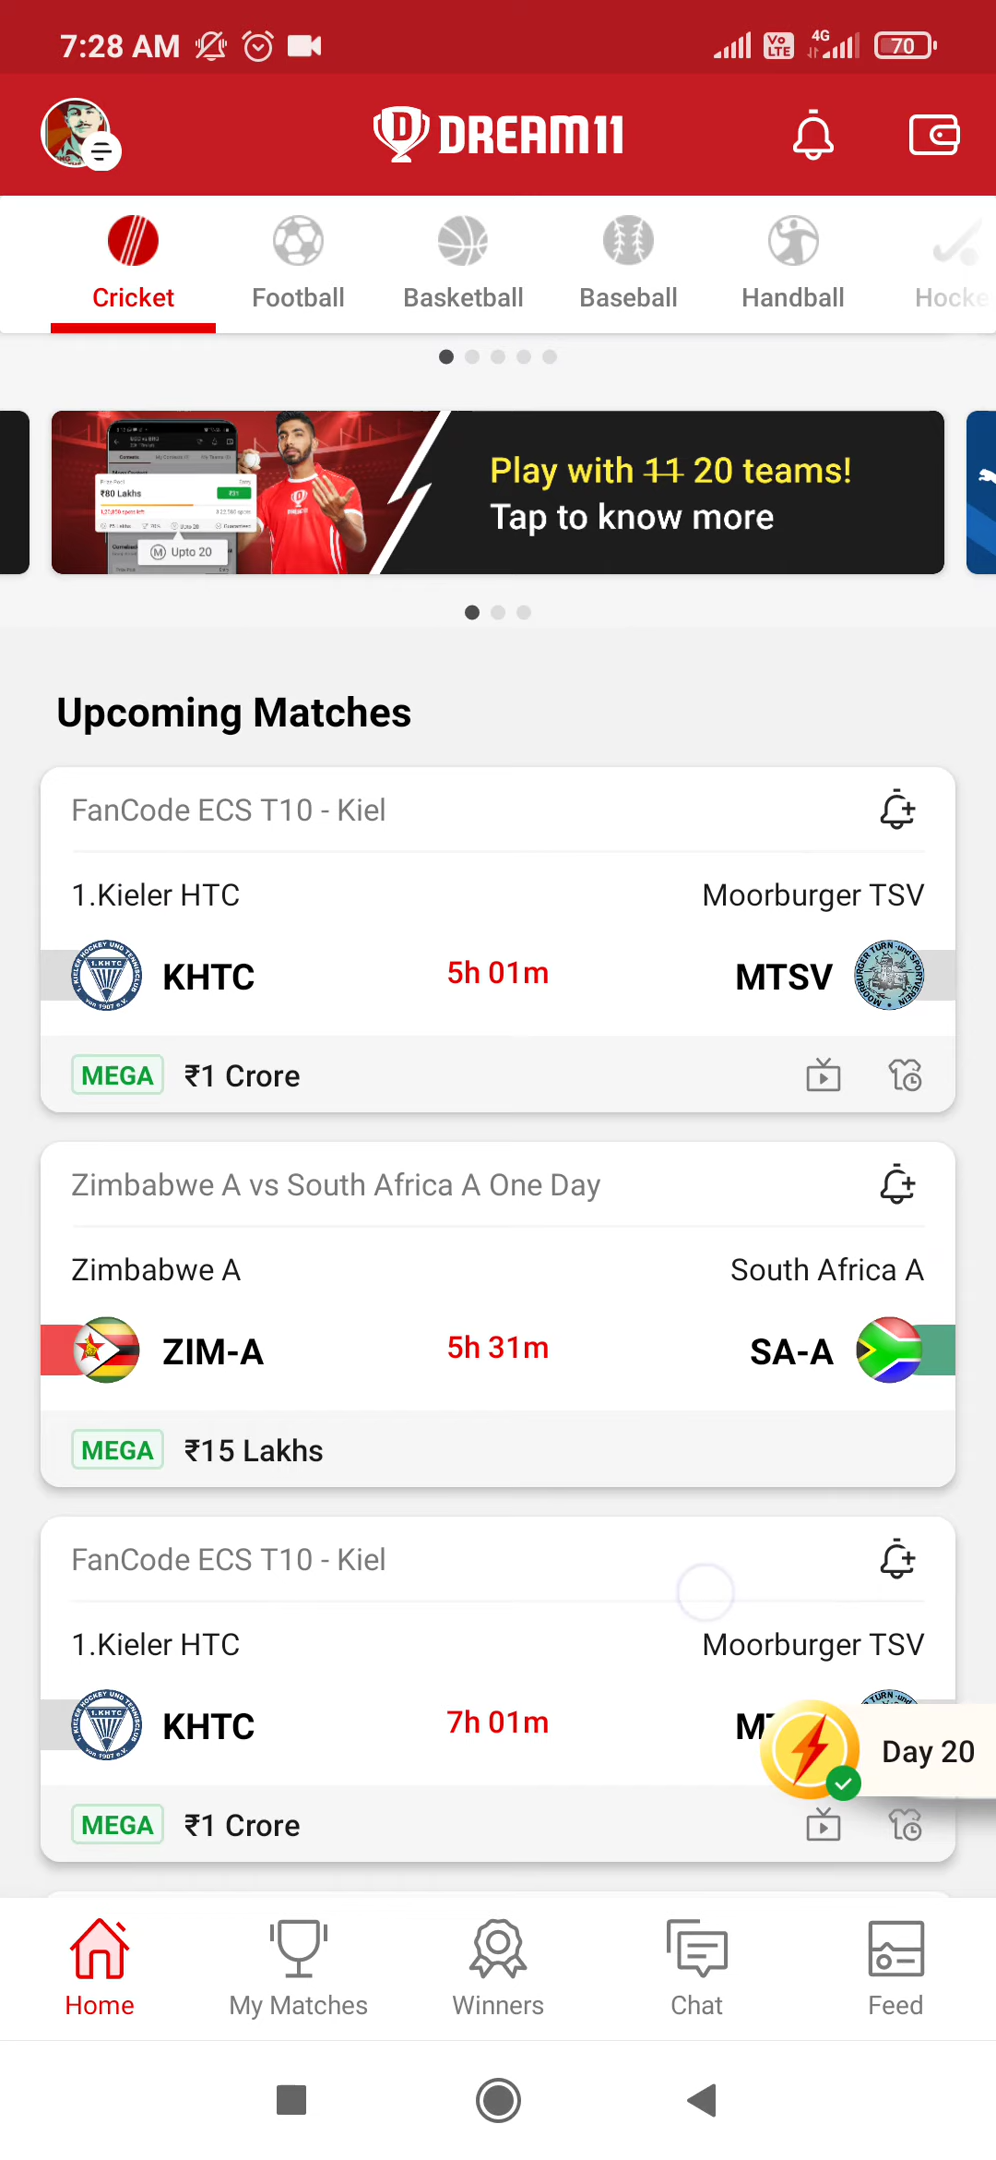 7:28 AM
Vo LTE
4G
70
DREAM11
Cricket
Football
Basketball
Baseball
Handball
Hocke
₹80 Lakhs
Upto 20
Play with 11 20 teams!
Tap to know more
Upcoming Matches
FanCode ECS T10 - Kiel
1.Kieler HTC
Moorburger TSV
KHTC
5h 01m
MTSV
MEGA
₹1 Crore
Zimbabwe A vs South Africa A One Day
Zimbabwe A
South Africa A
ZIM-A
5h 31m
SA-A
MEGA
₹15 Lakhs
FanCode ECS T10 - Kiel
1.Kieler HTC
Moorburger TSV
KHTC
7h 01m
Day 20
MEGA
₹1 Crore
Home
My Matches
Winners
Chat
Feed